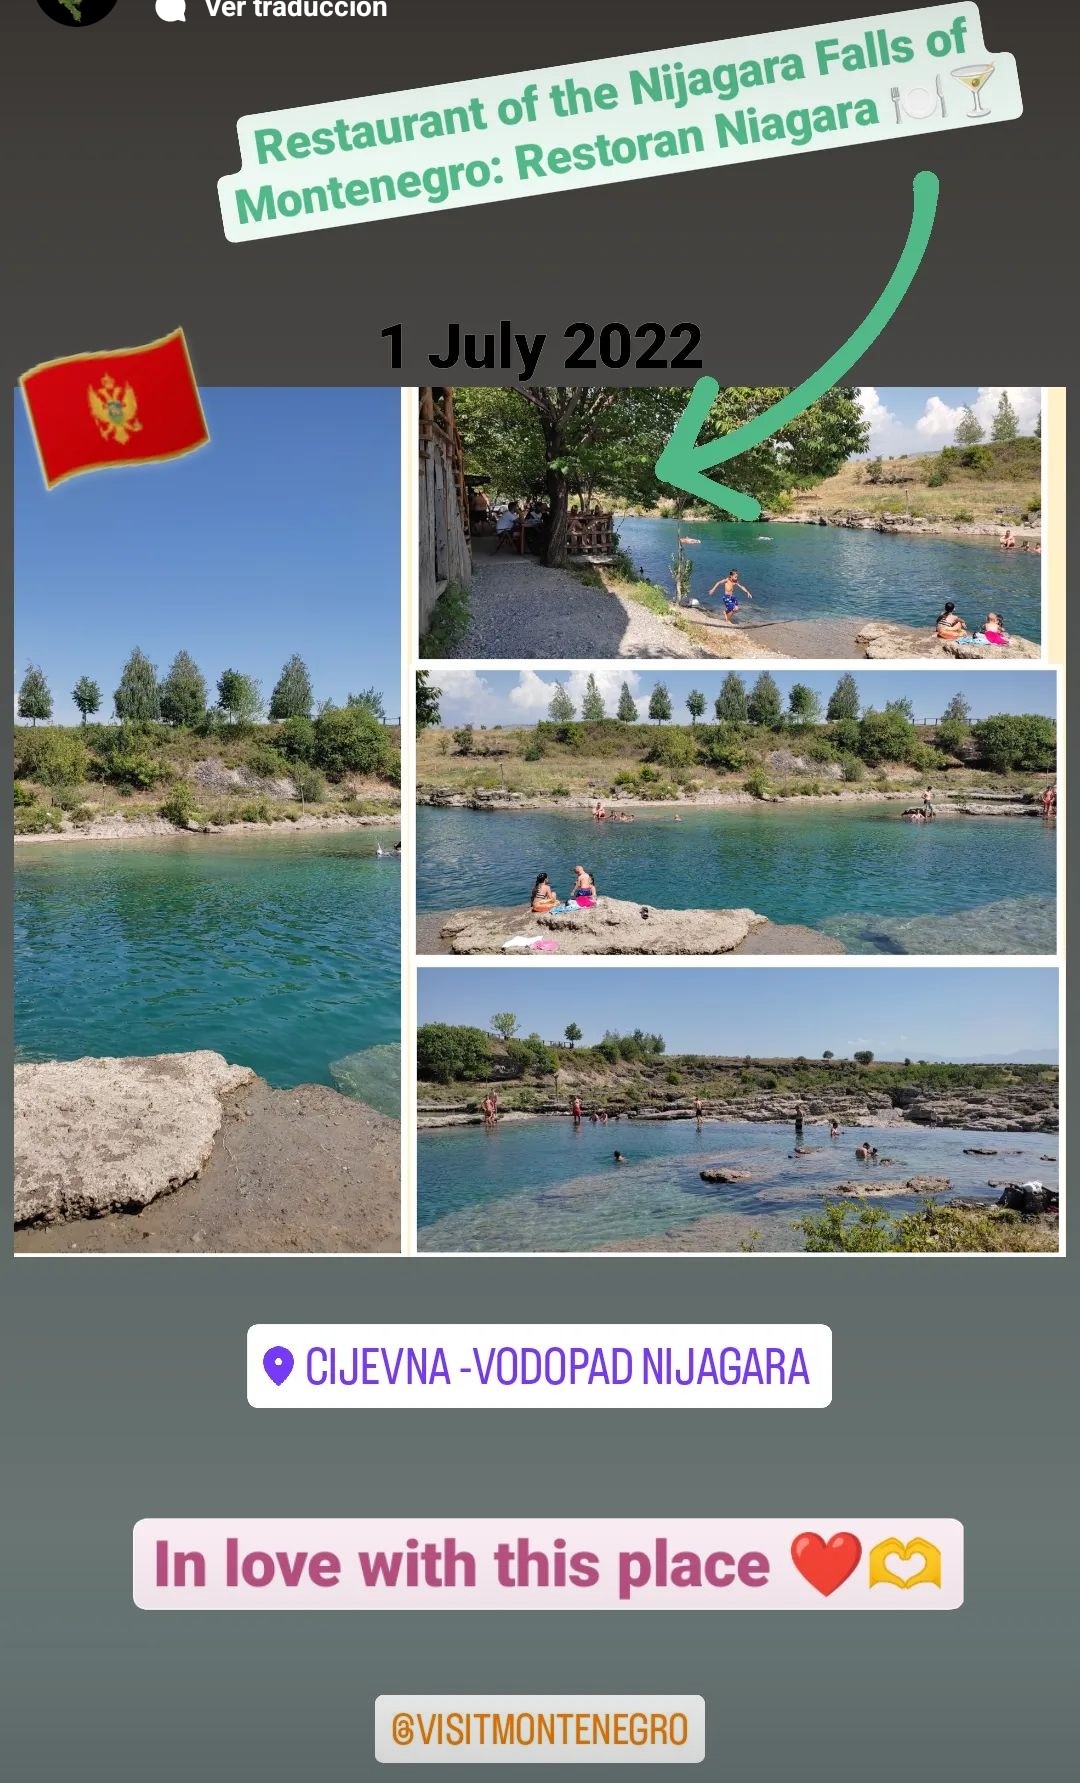 Ver traducción
Restaurant of the Nijagara Falls of
Montenegro: Restoran Niagara 🍽️🍸
1 July 2022
CIJEVNA -VODOPAD NIJAGARA
In love with this place ❤️🫶
@VISITMONTENEGRO